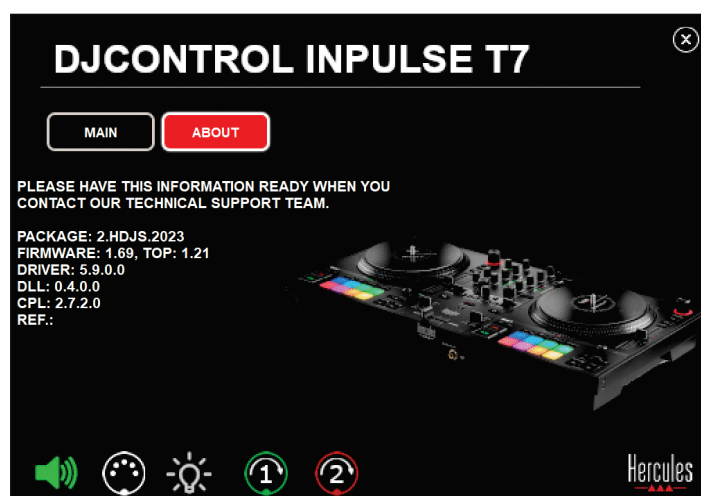 DJCONTROL INPULSE T7
MAIN
ABOUT
PLEASE HAVE THIS INFORMATION READY WHEN YOU
CONTACT OUR TECHNICAL SUPPORT TEAM.
PACKAGE: 2.HDJS.2023
FIRMWARE: 1.69, TOP: 1.21
DRIVER: 5.9.0.0
DLL: 0.4.0.0
CPL: 2.7.2.0
REF.:
1
2
Hercules